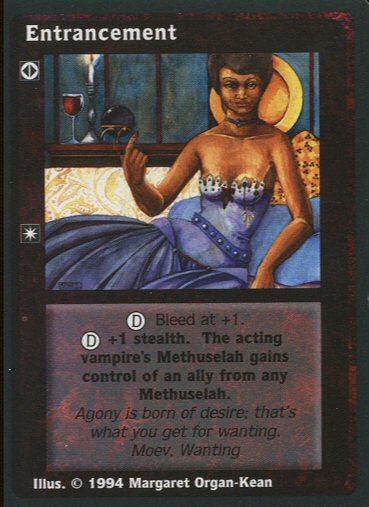 Entrancement
D Bleed at +1.
D +1 stealth. The acting
vampire's Methuselah gains
control of an ally from any
Methuselah.
Agony is born of desire; that's
what you get for wanting.
Moev, Wanting
Illus. © 1994 Margaret Organ-Kean